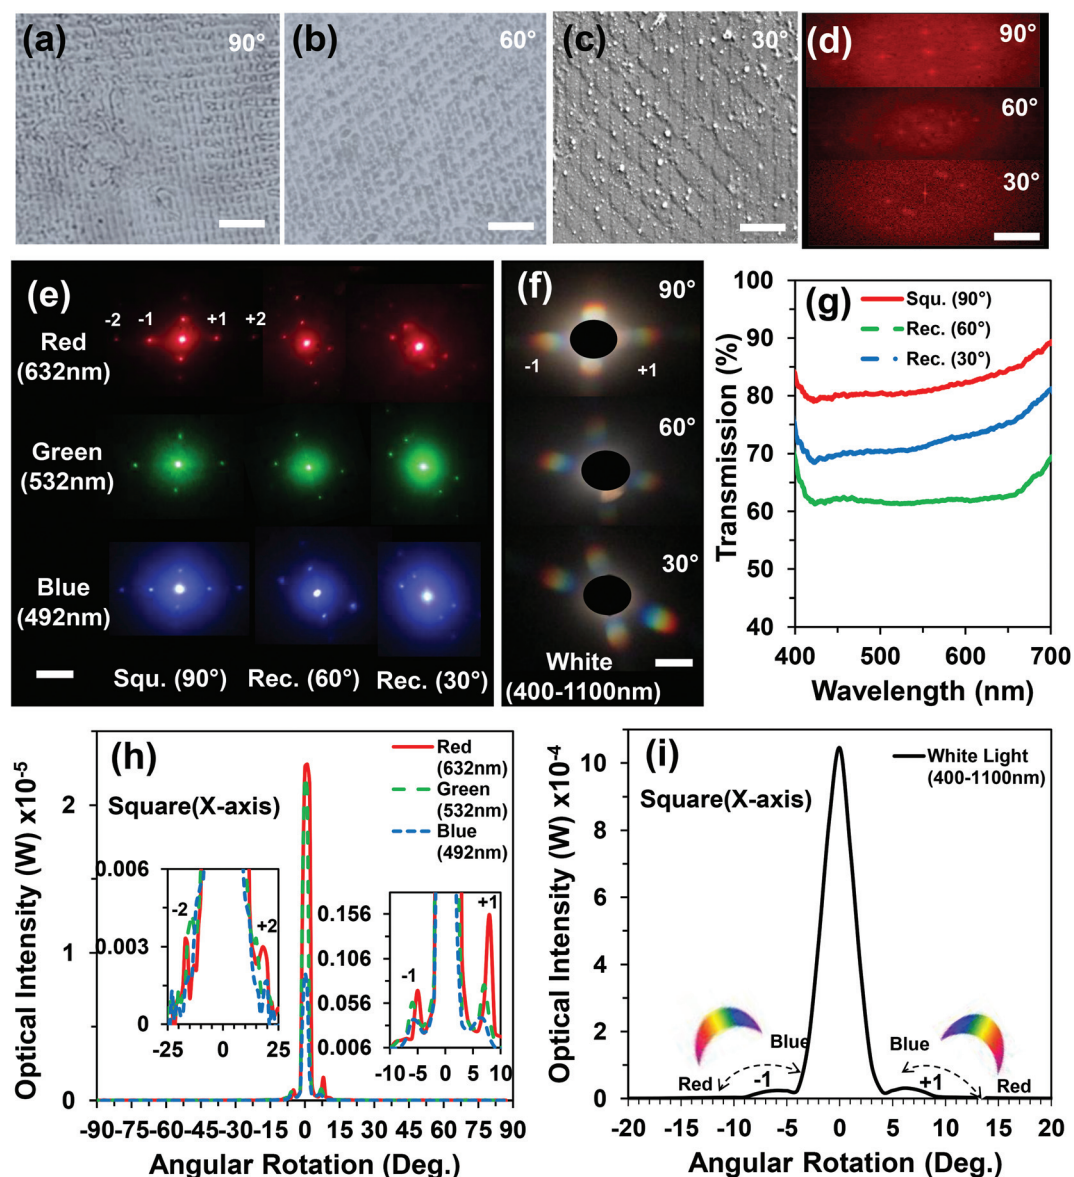 (a)
90°
(b)
60°
(c)
30°
(d)
90°
60°
30°
(e)
Red
(632nm)
-2
-1
+1
+2
Green
(532nm)
Blue
(492nm)
Squ. (90°)
Rec. (60°)
Rec. (30°)
(f)
90°
-1
+1
60°
30°
White
(400-1100nm)
(g)
Squ. (90°)
Rec. (60°)
Rec. (30°)
Transmission (%)
100
90
80
70
60
50
40
400
500
600
700
Wavelength (nm)
(h)
Red
(632nm)
Green
(532nm)
Blue
(492nm)
Square(X-axis)
Optical Intensity (W) x10-5
2
1
0
0.006
0.003
0
-2
+2
-25
0
25
0.156
0.106
0.056
0.006
-1
+1
-10
-5
0
5
10
-90
-75
-60
-45
-30
-15
0
15
30
45
60
75
90
Angular Rotation (Deg.)
(i)
White Light
(400-1100nm)
Square(X-axis)
Optical Intensity (W) x10-4
10
8
6
4
2
0
Blue
Blue
Red
-1
+1
Red
-20
-15
-10
-5
0
5
10
15
20
Angular Rotation (Deg.)